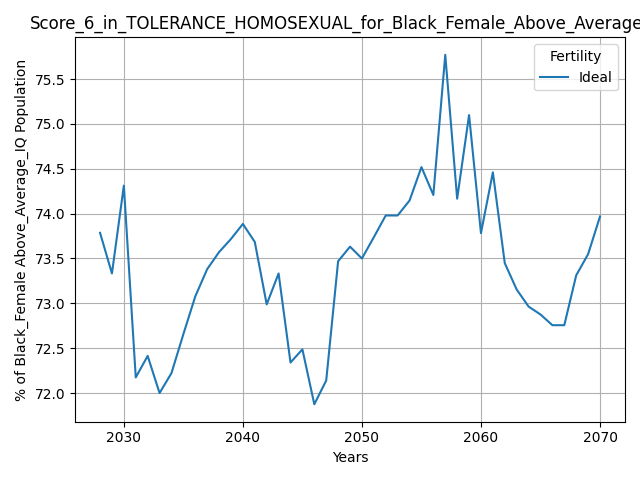 Score_6_in_TOLERANCE_HOMOSEXUAL_for_Black_Female_Above_Average
Fertility
Ideal
% of Black_Female Above_Average_IQ Population
75.5
75.0
74.5
74.0
73.5
73.0
72.5
72.0
2030 2040 2050 2060 2070
Years